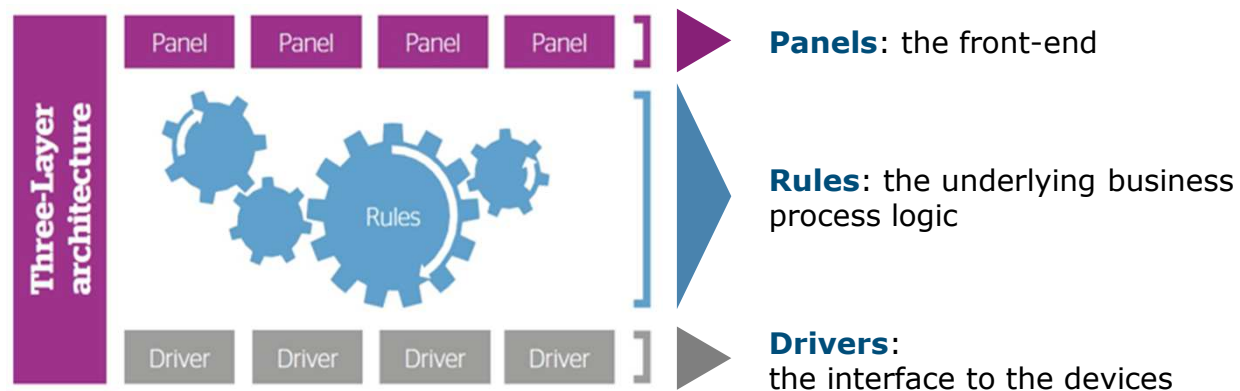 Three-Layer
architecture
Panel Panel Panel Panel
Rules
Driver Driver Driver Driver
Panels: the front-end
Rules: the underlying business
process logic
Drivers:
the interface to the devices